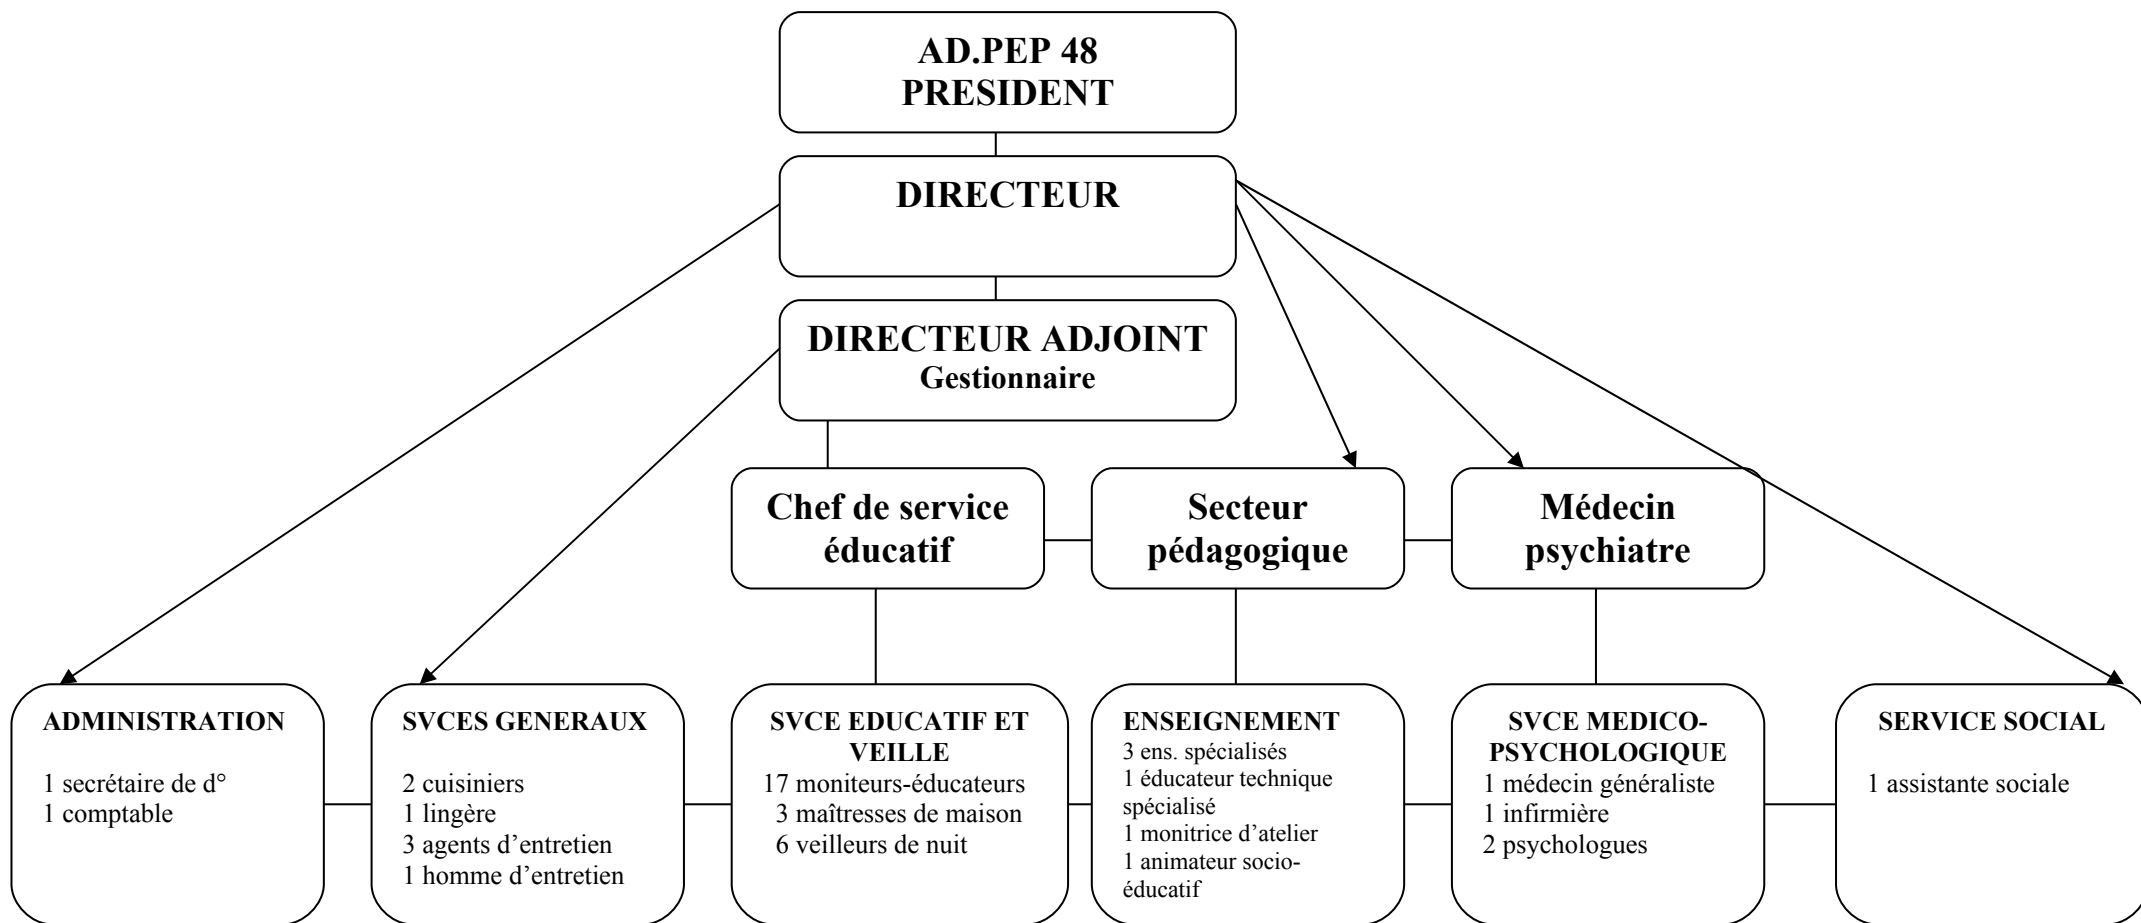 AD.PEP 48
PRESIDENT
DIRECTEUR
DIRECTEUR ADJOINT
Gestionnaire
Chef de service
éducatif
Secteur
pédagogique
Médecin
psychiatre
ADMINISTRATION
1 secrétaire de d°
1 comptable
SVCES GENERAUX
2 cuisiniers
1 lingère
3 agents d’entretien
1 homme d’entretien
SVCE EDUCATIF ET
VEILLE
17 moniteurs-éducateurs
3 maîtresses de maison
6 veilleurs de nuit
ENSEIGNEMENT
3 ens. spécialisés
1 éducateur technique
spécialisé
1 monitrice d’atelier
1 animateur socio-
éducatif
SVCE MEDICO-
PSYCHOLOGIQUE
1 médecin généraliste
1 infirmière
2 psychologues
SERVICE SOCIAL
1 assistante sociale